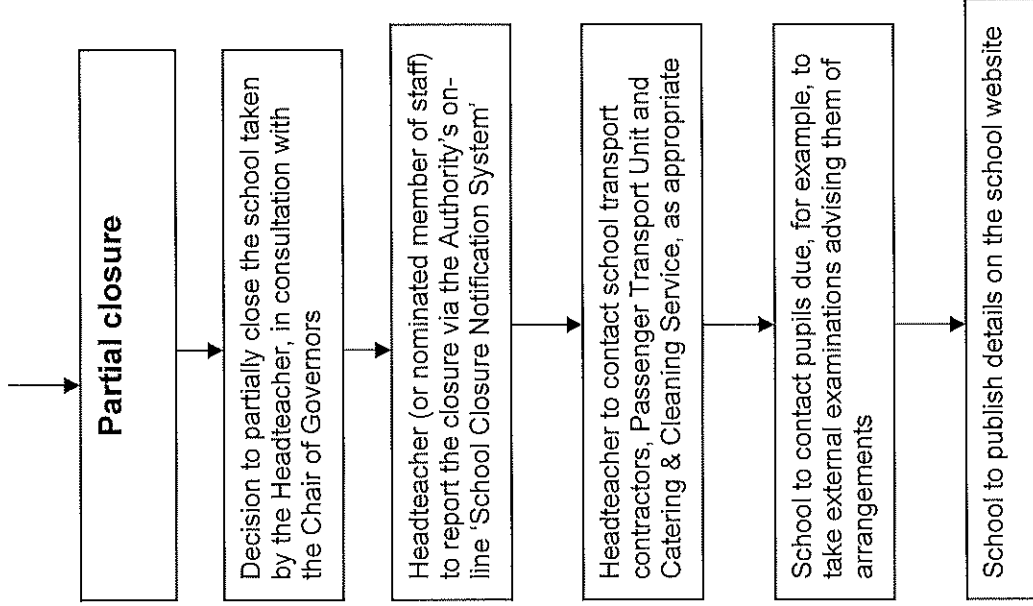 Partial closure
Decision to partially close the school taken
by the Headteacher, in consultation with
the Chair of Governors
Headteacher (or nominated member of staff)
to report the closure via the Authority's on-
line 'School Closure Notification System'
Headteacher to contact school transport
contractors, Passenger Transport Unit and
Catering & Cleaning Service, as appropriate
School to contact pupils due, for example, to
take external examinations advising them of
arrangements
School to publish details on the school website